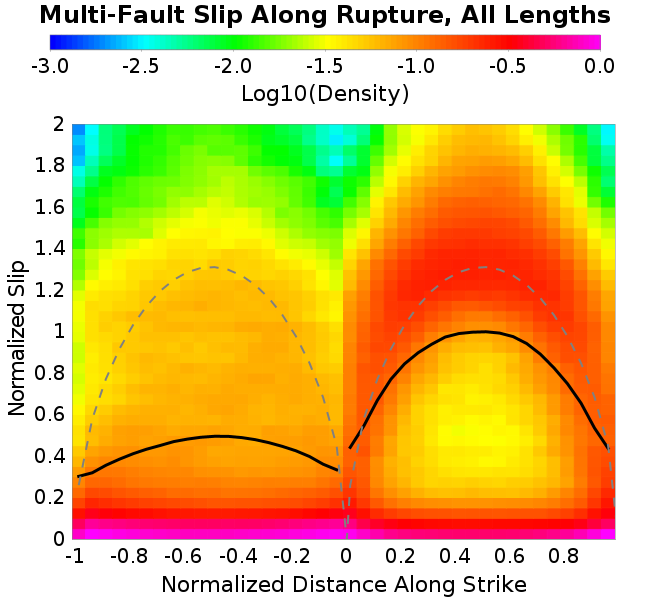 Multi-Fault Slip Along Rupture, All Lengths
-3.0 -2.5 -2.0 -1.5 -1.0 -0.5 0.0
Log10(Density)
2
1.8
1.6
1.4
1.2
1
0.8
0.6
0.4
0.2
0
Normalized Slip
-1 -0.8 -0.6 -0.4 -0.2 0 0.2 0.4 0.6 0.8
Normalized Distance Along Strike